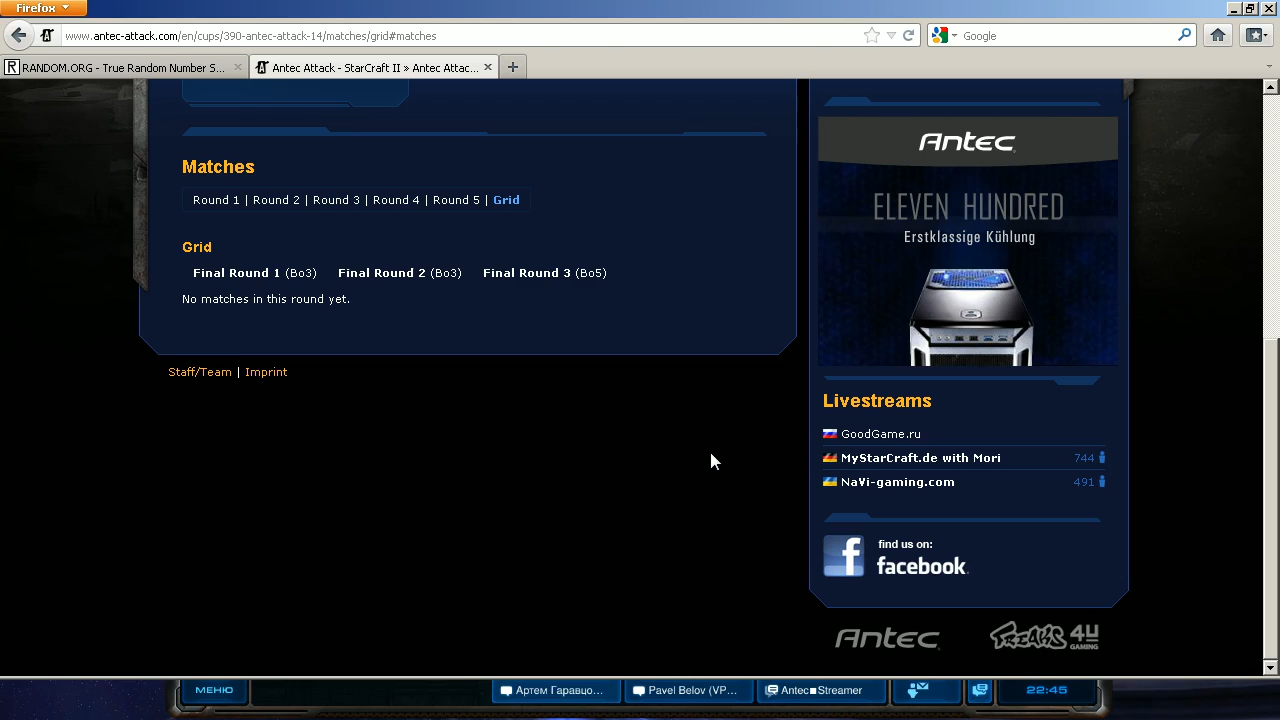 Firefox
www.antec-attack.com/en/cups/390-antec-attack-14/matches/grid#matches
Google
RANDOM.ORG - True Random Number S...
Antec Attack - StarCraft II » Antec Attac...
Matches
Round 1 | Round 2 | Round 3 | Round 4 | Round 5 | Grid
Grid
Final Round 1 (Bo3) Final Round 2 (Bo3) Final Round 3 (Bo5)
No matches in this round yet.
Staff/Team | Imprint
Antec
ELEVEN HUNDRED
Erstklassige Kühlung
Livestreams
GoodGame.ru
MyStarCraft.de with Mori 744
NaVi-gaming.com 491
find us on:
facebook
Antec FREAKS 4U GAMING
МЕНЮ Артем Гаравцо... Pavel Belov (VP... Antec■Streamer 22:45